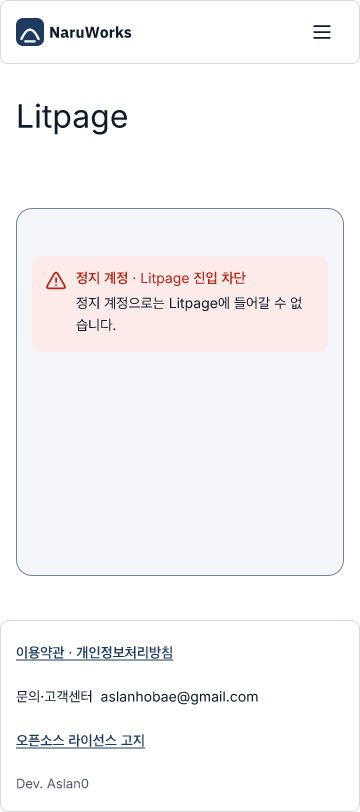 NaruWorks
Litpage
정지 계정 · Litpage 진입 차단
정지 계정으로는 Litpage에 들어갈 수 없
습니다.
이용약관 · 개인정보처리방침
문의·고객센터 aslanhobae@gmail.com
오픈소스 라이선스 고지
Dev. Aslan0